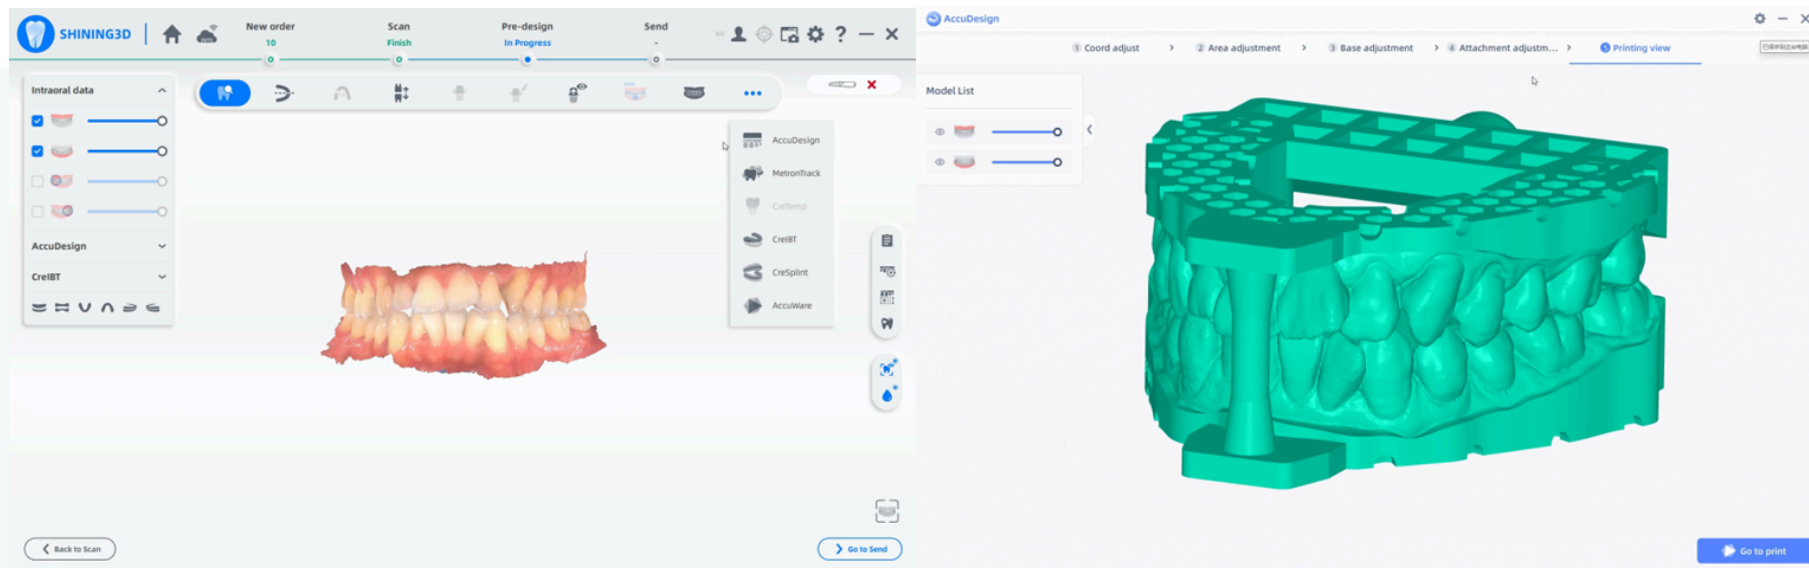 SHINING3D
New order
10
Scan
Finish
Pre-design
In Progress
Send
-
Intraoral data
AccuDesign
CreIBT
AccuDesign
MetronTrack
CreTemp
CreIBT
CreSplint
AccuWare
Back to Scan
Go to Send
AccuDesign
1 Coord adjust
2 Area adjustment
3 Base adjustment
4 Attachment adjustm...
5 Printing view
Model List
Go to print